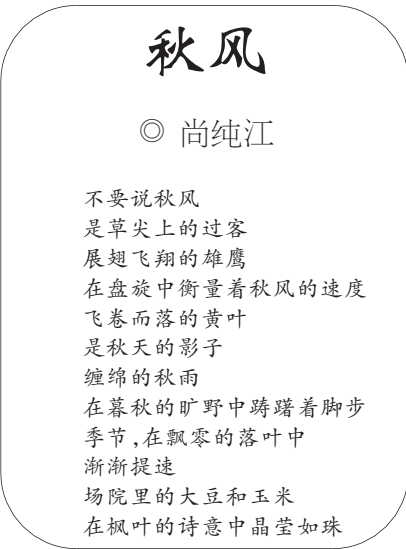 秋风
◎ 尚纯江
不要说秋风
是草尖上的过客
展翅飞翔的雄鹰
在盘旋中衡量着秋风的速度
飞卷而落的黄叶
是秋天的影子
缠绵的秋雨
在暮秋的旷野中踌躇着脚步
季节,在飘零的落叶中
渐渐提速
场院里的大豆和玉米
在枫叶的诗意中晶莹如珠